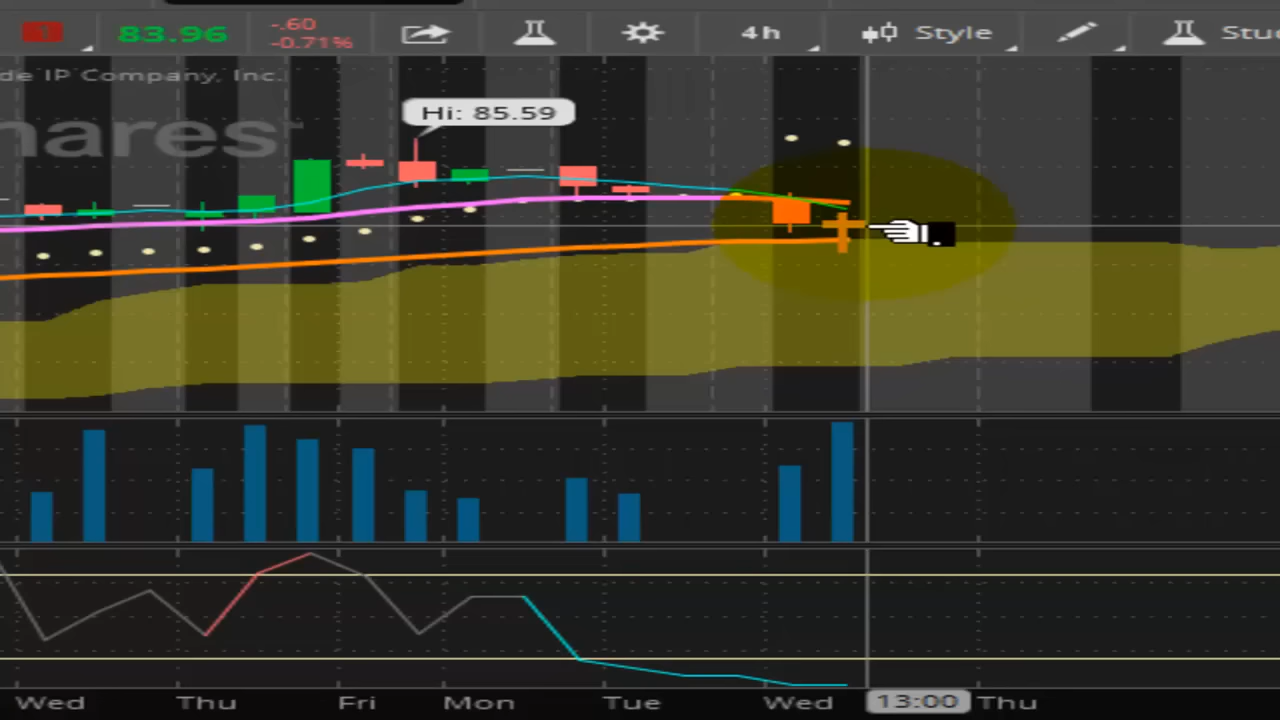 83.96
-.60
-0.71%
4h
Style
de IP Company, Inc.
hares
Hi: 85.59
Wed
Thu
Fri
Mon
Tue
Wed
13:00
Thu